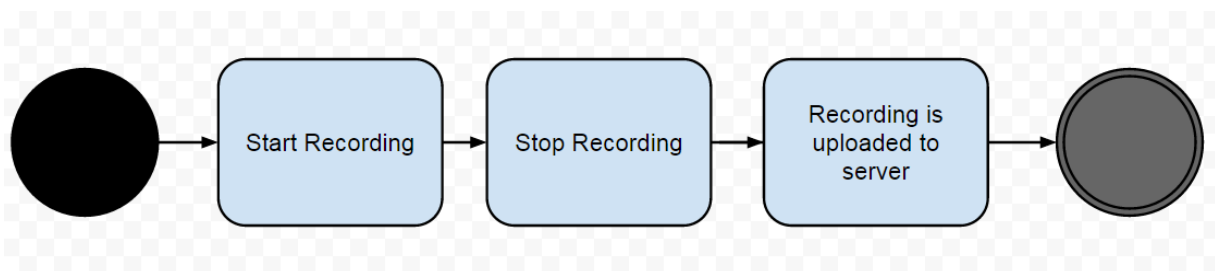 Start Recording
Stop Recording
Recording is
uploaded to
server